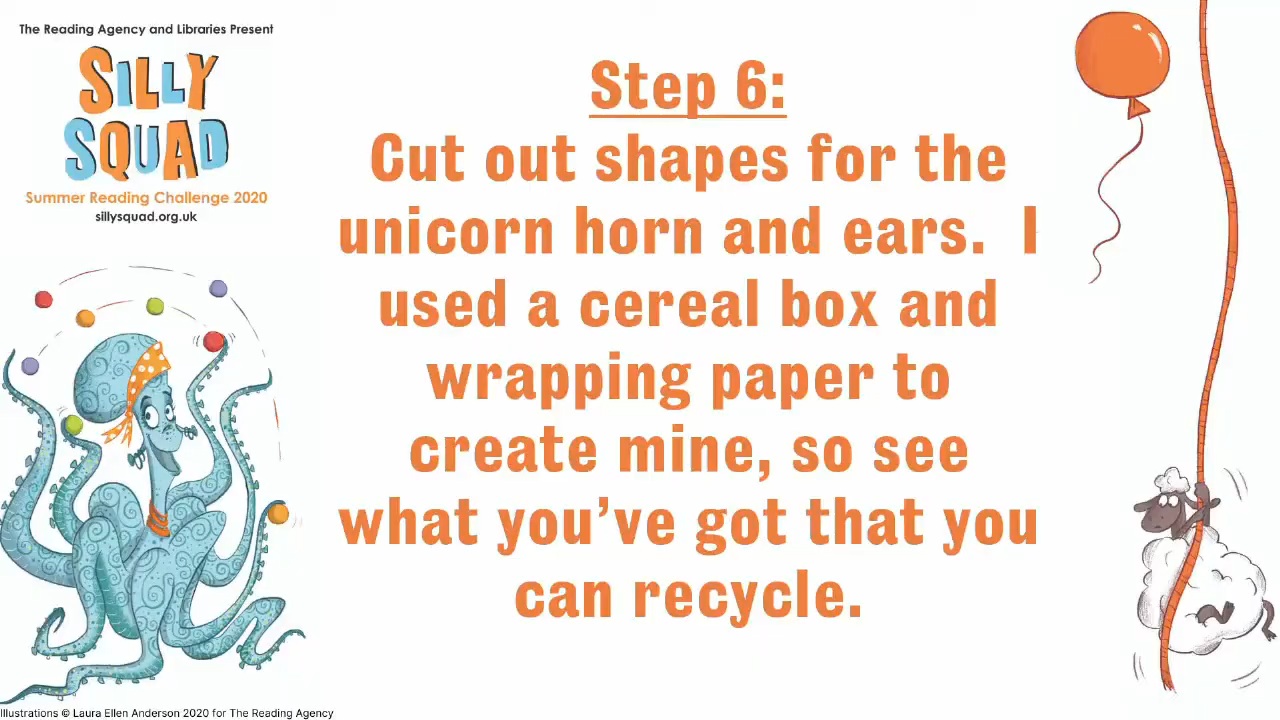 The Reading Agency and Libraries Present
SILLY
SQUAD
Summer Reading Challenge 2020
sillysquad.org.uk
Step 6:
Cut out shapes for the
unicorn horn and ears.  I
used a cereal box and
wrapping paper to
create mine, so see
what you’ve got that you
can recycle.
Illustrations © Laura Ellen Anderson 2020 for The Reading Agency